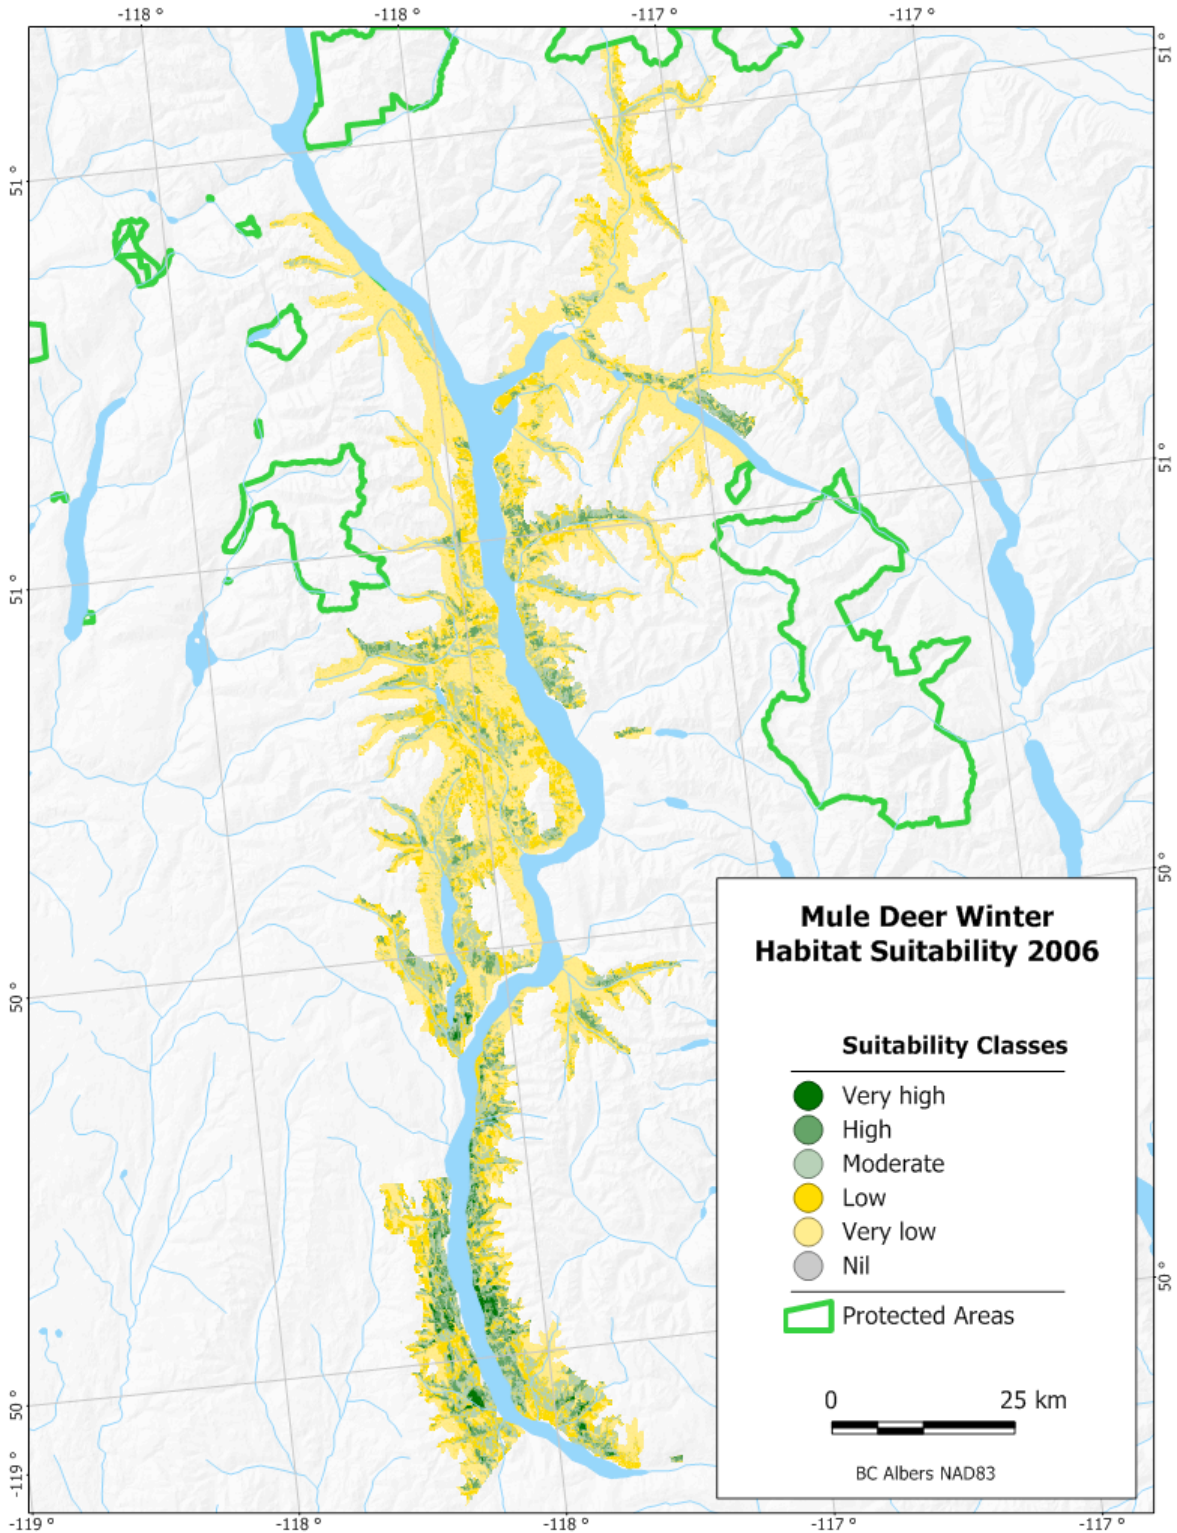 -118 °
-118 °
-117 °
-117 °
51 °
51 °
51 °
51 °
50 °
50 °
50 °
50 °
-119 °
-119 °
-118 °
-118 °
-117 °
-117 °
Mule Deer Winter
Habitat Suitability 2006
Suitability Classes
Very high
High
Moderate
Low
Very low
Nil
Protected Areas
0 25 km
BC Albers NAD83